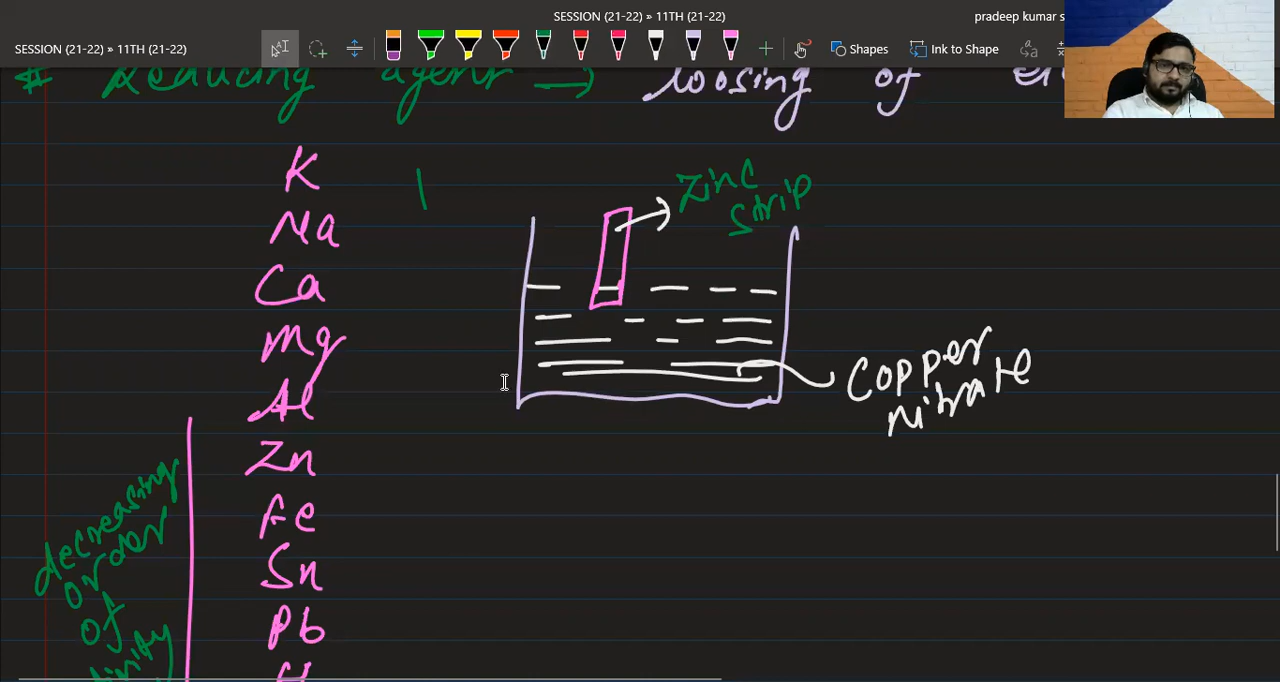 SESSION (21-22) » 11TH (21-22)
pradeep kumar s
SESSION (21-22) » 11TH (21-22)
Shapes
Ink to Shape
# Reducing agent → loosing of
K
Na
Ca
Mg
Al
Zn
Fe
Sn
Pb
H
Zinc
strip
Copper
nitrate
decreasing
order
of